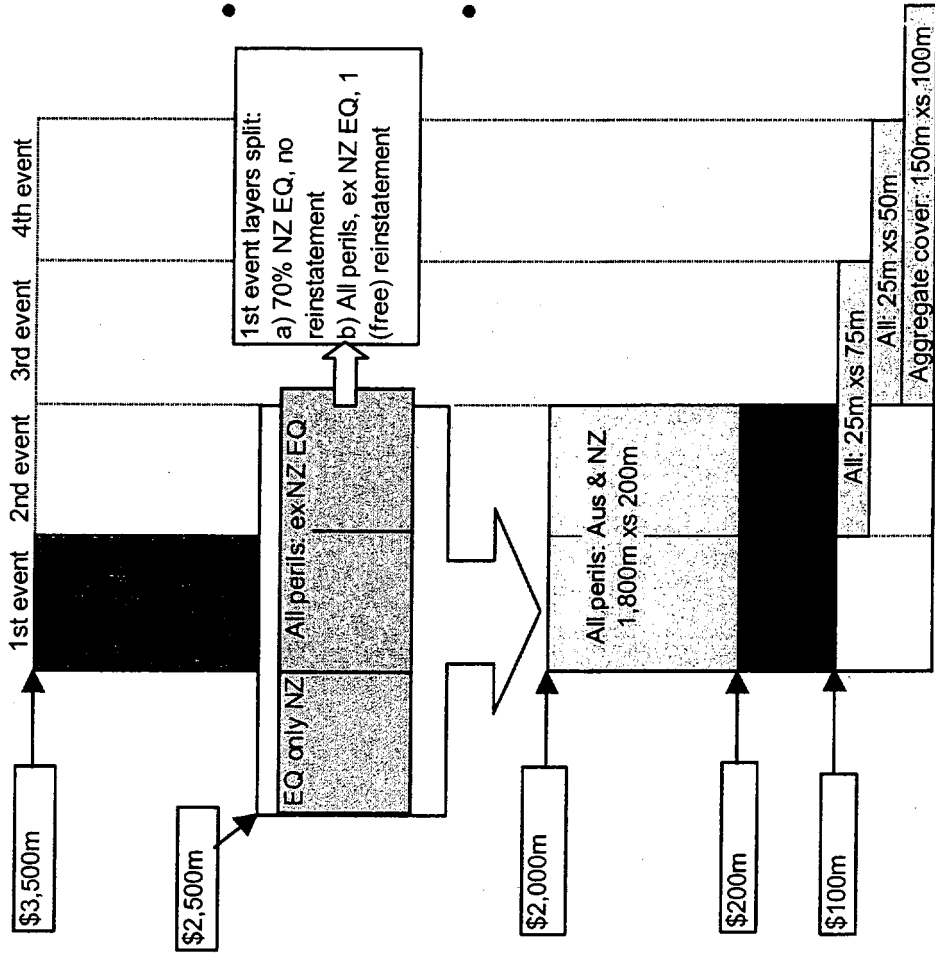 1st event
2nd event
3rd event
4th event
$3,500m
$2,500m
EQ only NZ
All perils: ex NZ EQ
1st event layers split:
a) 70% NZ EQ, no
reinstatement
b) All perils, ex NZ EQ, 1
(free) reinstatement
$2,000m
All perils: Aus & NZ
1,800m xs 200m
$200m
$100m
All: 25m xs 75m
All: 25m xs 50m
Aggregate cover: 150m xs 100m